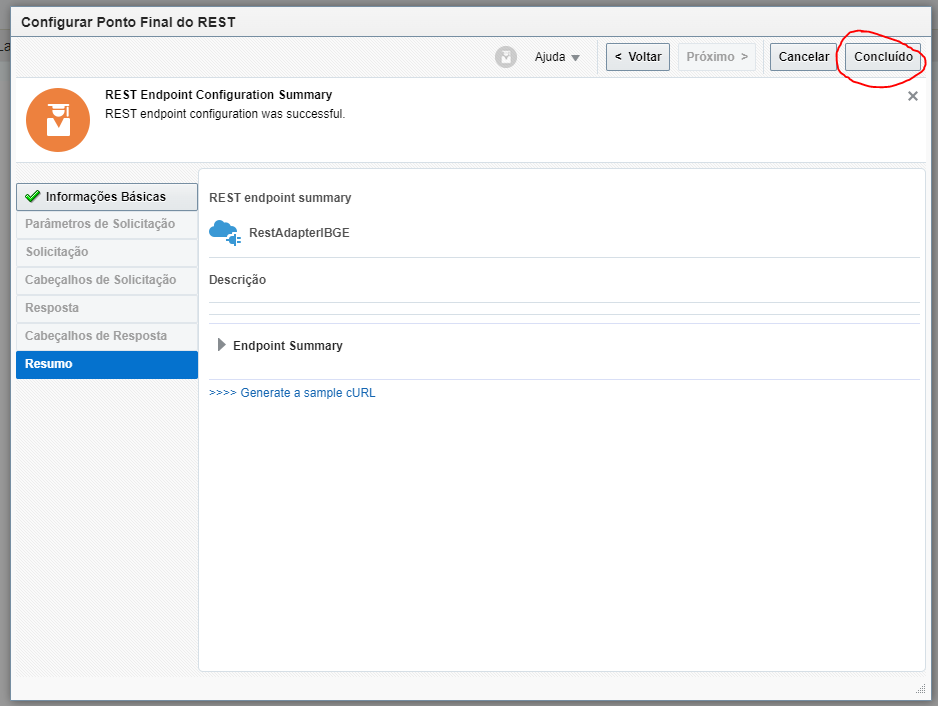 Configurar Ponto Final do REST
La
Ajuda
< Voltar
Próximo >
Cancelar
Concluído
REST Endpoint Configuration Summary
REST endpoint configuration was successful.
Informações Básicas
Parâmetros de Solicitação
Solicitação
Cabeçalhos de Solicitação
Resposta
Cabeçalhos de Resposta
Resumo
REST endpoint summary
RestAdapterIBGE
Descrição
Endpoint Summary
>>>> Generate a sample cURL